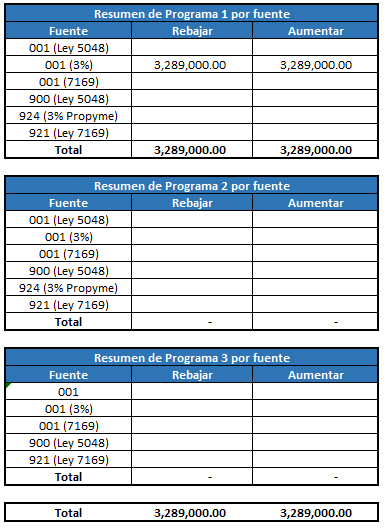 Resumen de Programa 1 por fuente
Fuente Rebajar Aumentar
001 (Ley 5048)
001 (3%) 3,289,000.00 3,289,000.00
001 (7169)
900 (Ley 5048)
924 (3% Propyme)
921 (Ley 7169)
Total 3,289,000.00 3,289,000.00
Resumen de Programa 2 por fuente
Fuente Rebajar Aumentar
001 (Ley 5048)
001 (3%)
001 (7169)
900 (Ley 5048)
924 (3% Propyme)
921 (Ley 7169)
Total - -
Resumen de Programa 3 por fuente
Fuente Rebajar Aumentar
001
001 (3%)
001 (7169)
900 (Ley 5048)
921 (Ley 7169)
Total - -
Total 3,289,000.00 3,289,000.00